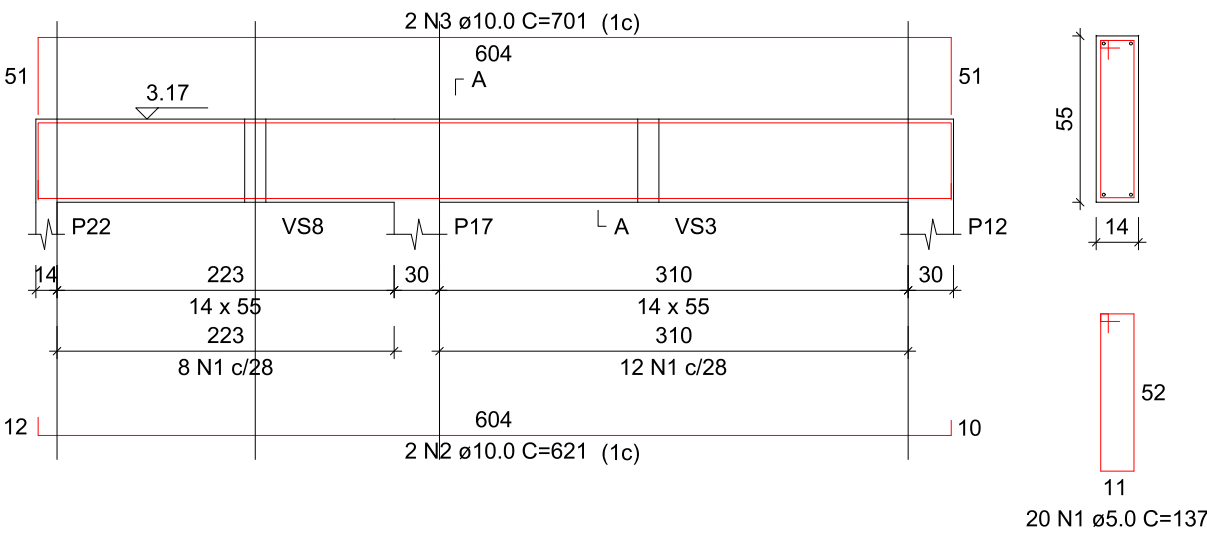 2 N3 ø10.0 C=701 (1c)
604
51
51
A
3.17
55
P22
VS8
P17
A
VS3
P12
14
14
223
30
310
30
14 x 55
14 x 55
223
310
8 N1 c/28
12 N1 c/28
52
12
604
10
2 N2 ø10.0 C=621 (1c)
11
20 N1 ø5.0 C=137